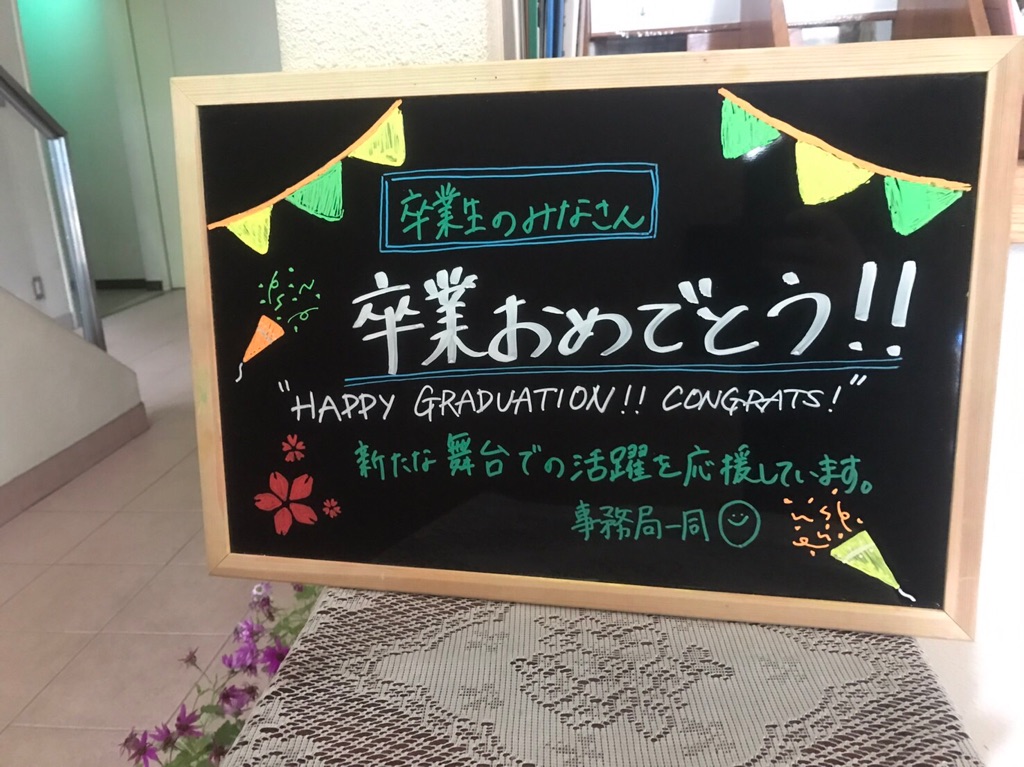 卒業生のみなさん
卒業おめでとう!!
"HAPPY GRADUATION!! CONGRATS!"
新たな舞台での活躍を応援しています。
事務局一同